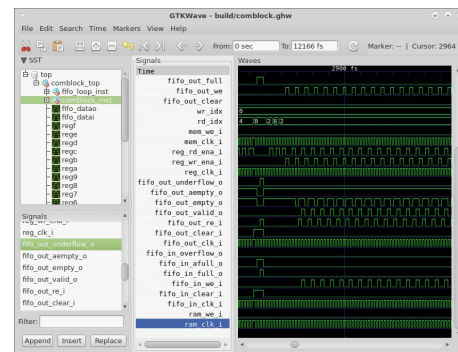 GTKWave - build/comblock.ghw
File Edit Search Time Markers View Help
From: 0 sec To: 12166 fs Marker: -- | Cursor: 2964
▼ SST
top
comblock_top
fifo_loop_inst
comblock_inst
fifo_datao
fifo_datai
regf
rege
regd
regc
regb
rega
reg9
reg8
reg7
reg6
Signals
reg_wr_ena_i
reg_clk_i
fifo_out_underflow_o
fifo_out_aempty_o
fifo_out_empty_o
fifo_out_valid_o
fifo_out_re_i
fifo_out_clear_i
Filter:
Append Insert Replace
Signals
Time
fifo_out_full
fifo_out_we
fifo_out_clear
wr_idx
rd_idx
mem_we_i
mem_clk_i
reg_rd_ena_i
reg_wr_ena_i
reg_clk_i
fifo_out_underflow_o
fifo_out_aempty_o
fifo_out_empty_o
fifo_out_valid_o
fifo_out_re_i
fifo_out_clear_i
fifo_out_clk_i
fifo_in_overflow_o
fifo_in_afull_o
fifo_in_full_o
fifo_in_we_i
fifo_in_clear_i
fifo_in_clk_i
ram_we_i
ram_clk_i
Waves
2900 fs
0
4 0 2 6 2